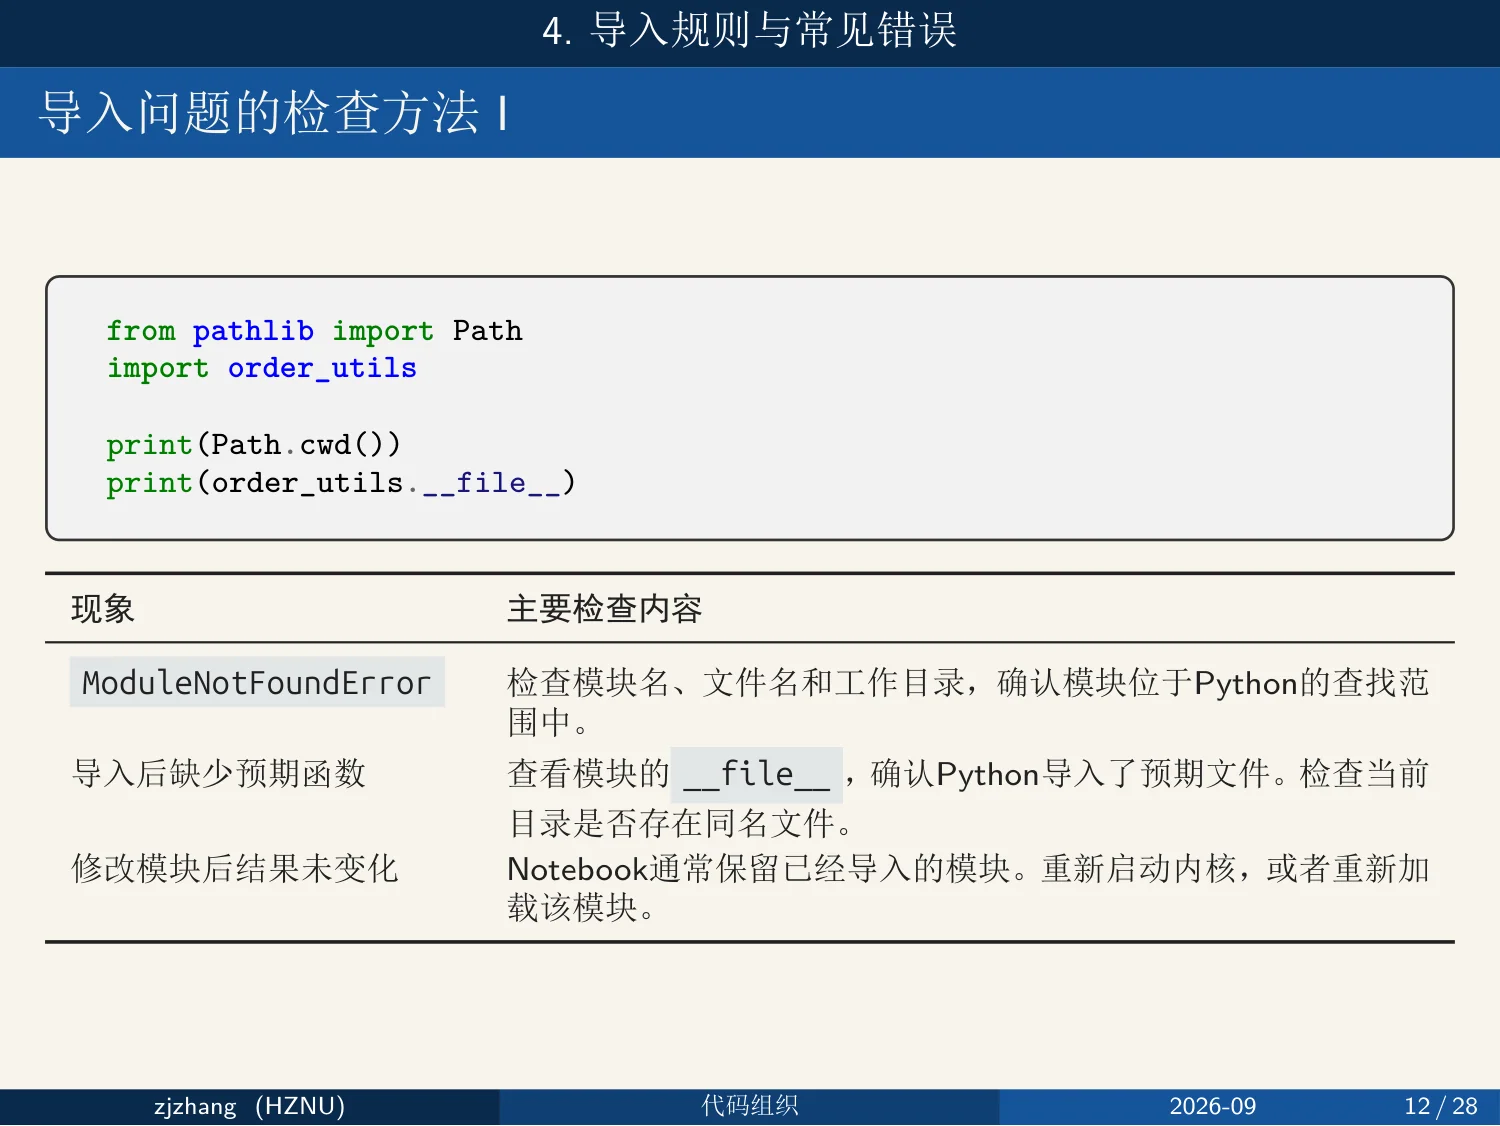 4. 导入规则与常见错误
导入问题的检查方法 I
from pathlib import Path
import order_utils
print(Path.cwd())
print(order_utils.__file__)
现象 主要检查内容
ModuleNotFoundError 检查模块名、文件名和工作目录，确认模块位于Python的查找范
围中。
导入后缺少预期函数 查看模块的 __file__ ，确认Python导入了预期文件。检查当前
目录是否存在同名文件。
修改模块后结果未变化 Notebook通常保留已经导入的模块。重新启动内核，或者重新加
载该模块。
zjzhang (HZNU) 代码组织 2026-09 12 / 28